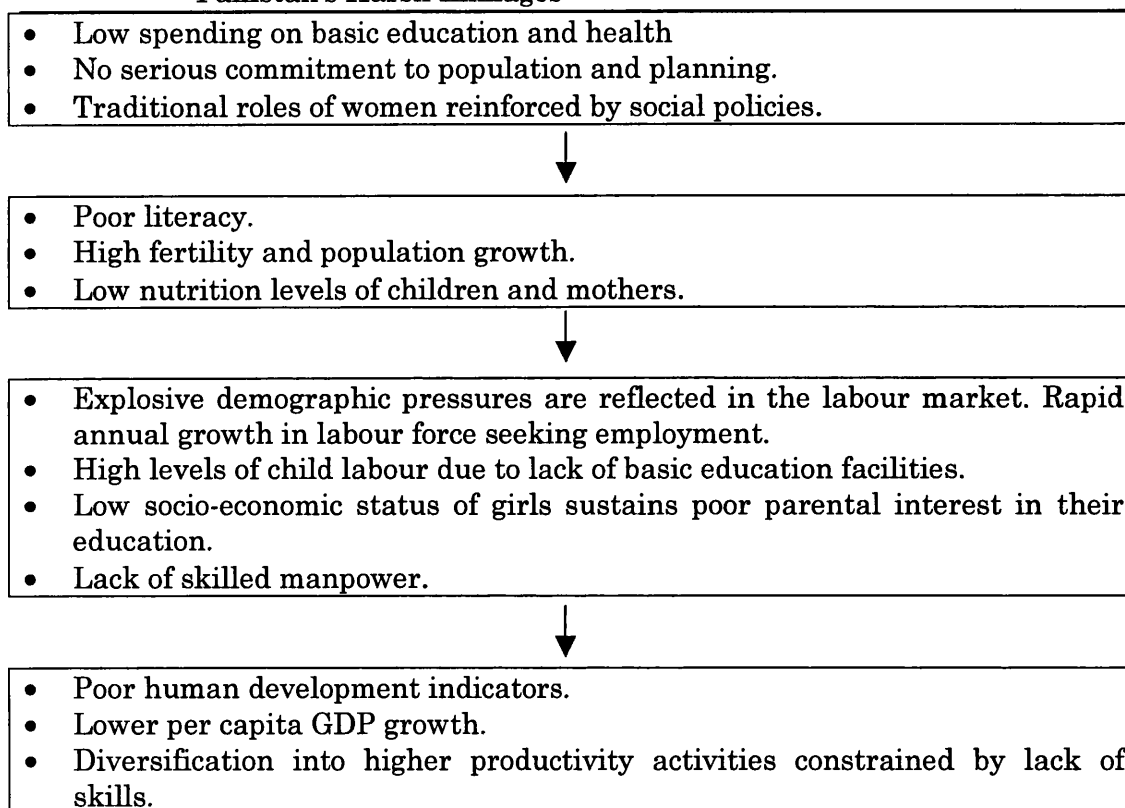 Pakistan's Harsh Linkages
• Low spending on basic education and health
• No serious commitment to population and planning.
• Traditional roles of women reinforced by social policies.
• Poor literacy.
• High fertility and population growth.
• Low nutrition levels of children and mothers.
• Explosive demographic pressures are reflected in the labour market. Rapid
annual growth in labour force seeking employment.
• High levels of child labour due to lack of basic education facilities.
• Low socio-economic status of girls sustains poor parental interest in their
education.
• Lack of skilled manpower.
• Poor human development indicators.
• Lower per capita GDP growth.
• Diversification into higher productivity activities constrained by lack of
skills.